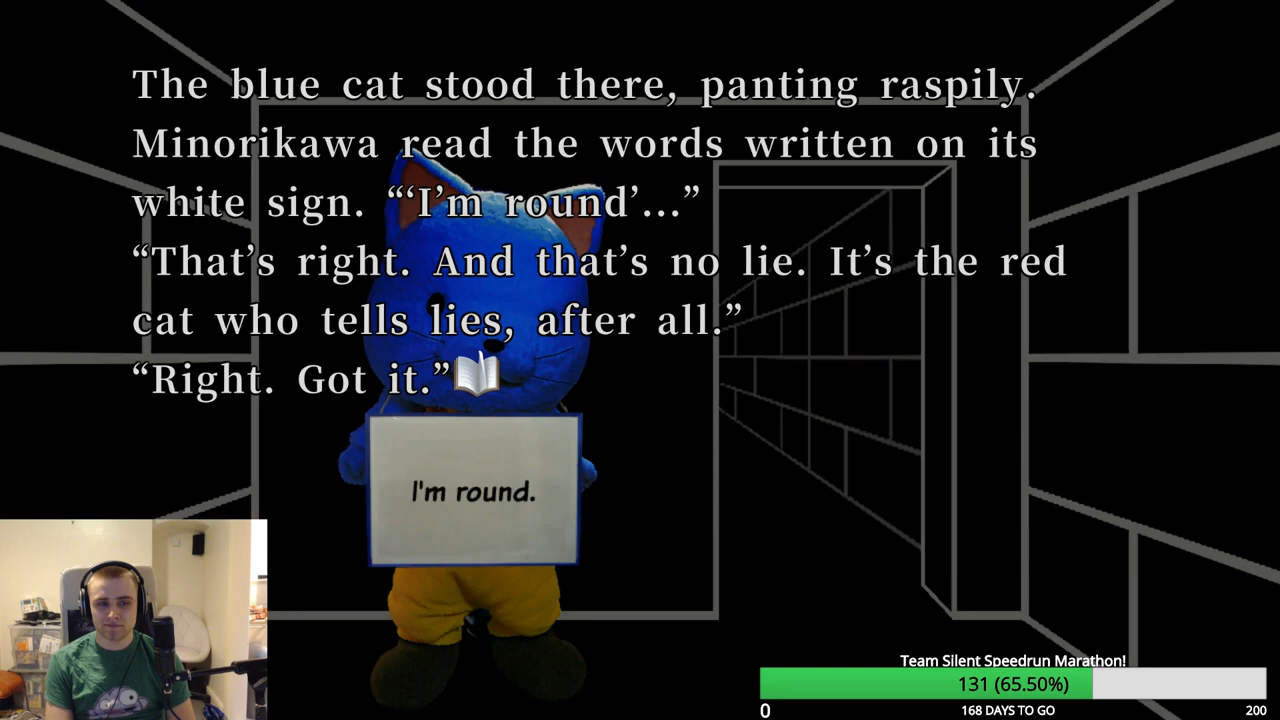 The blue cat stood there, panting raspily.
Minorikawa read the words written on its
white sign. “‘I’m round’...”
“That’s right. And that’s no lie. It’s the red
cat who tells lies, after all.”
“Right. Got it.”
I'm round.
Team Silent Speedrun Marathon!
131 (65.50%)
0 168 DAYS TO GO 200